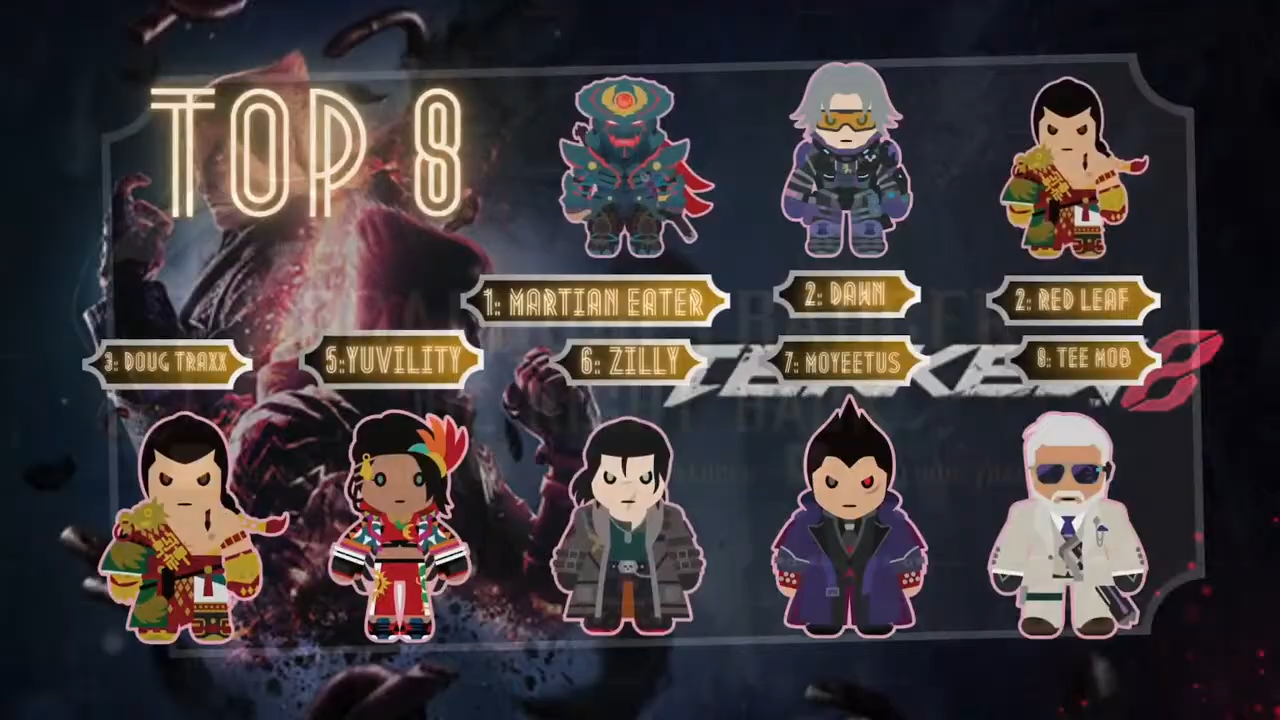 TOP 8
1: MARTIAN EATER
2: DAWN
2: RED LEAF
3: DOUG TRAXX
5:YUVILITY
6: ZILLY
7: MOYEETUS
8: TEE MOB
TEKKEN 8